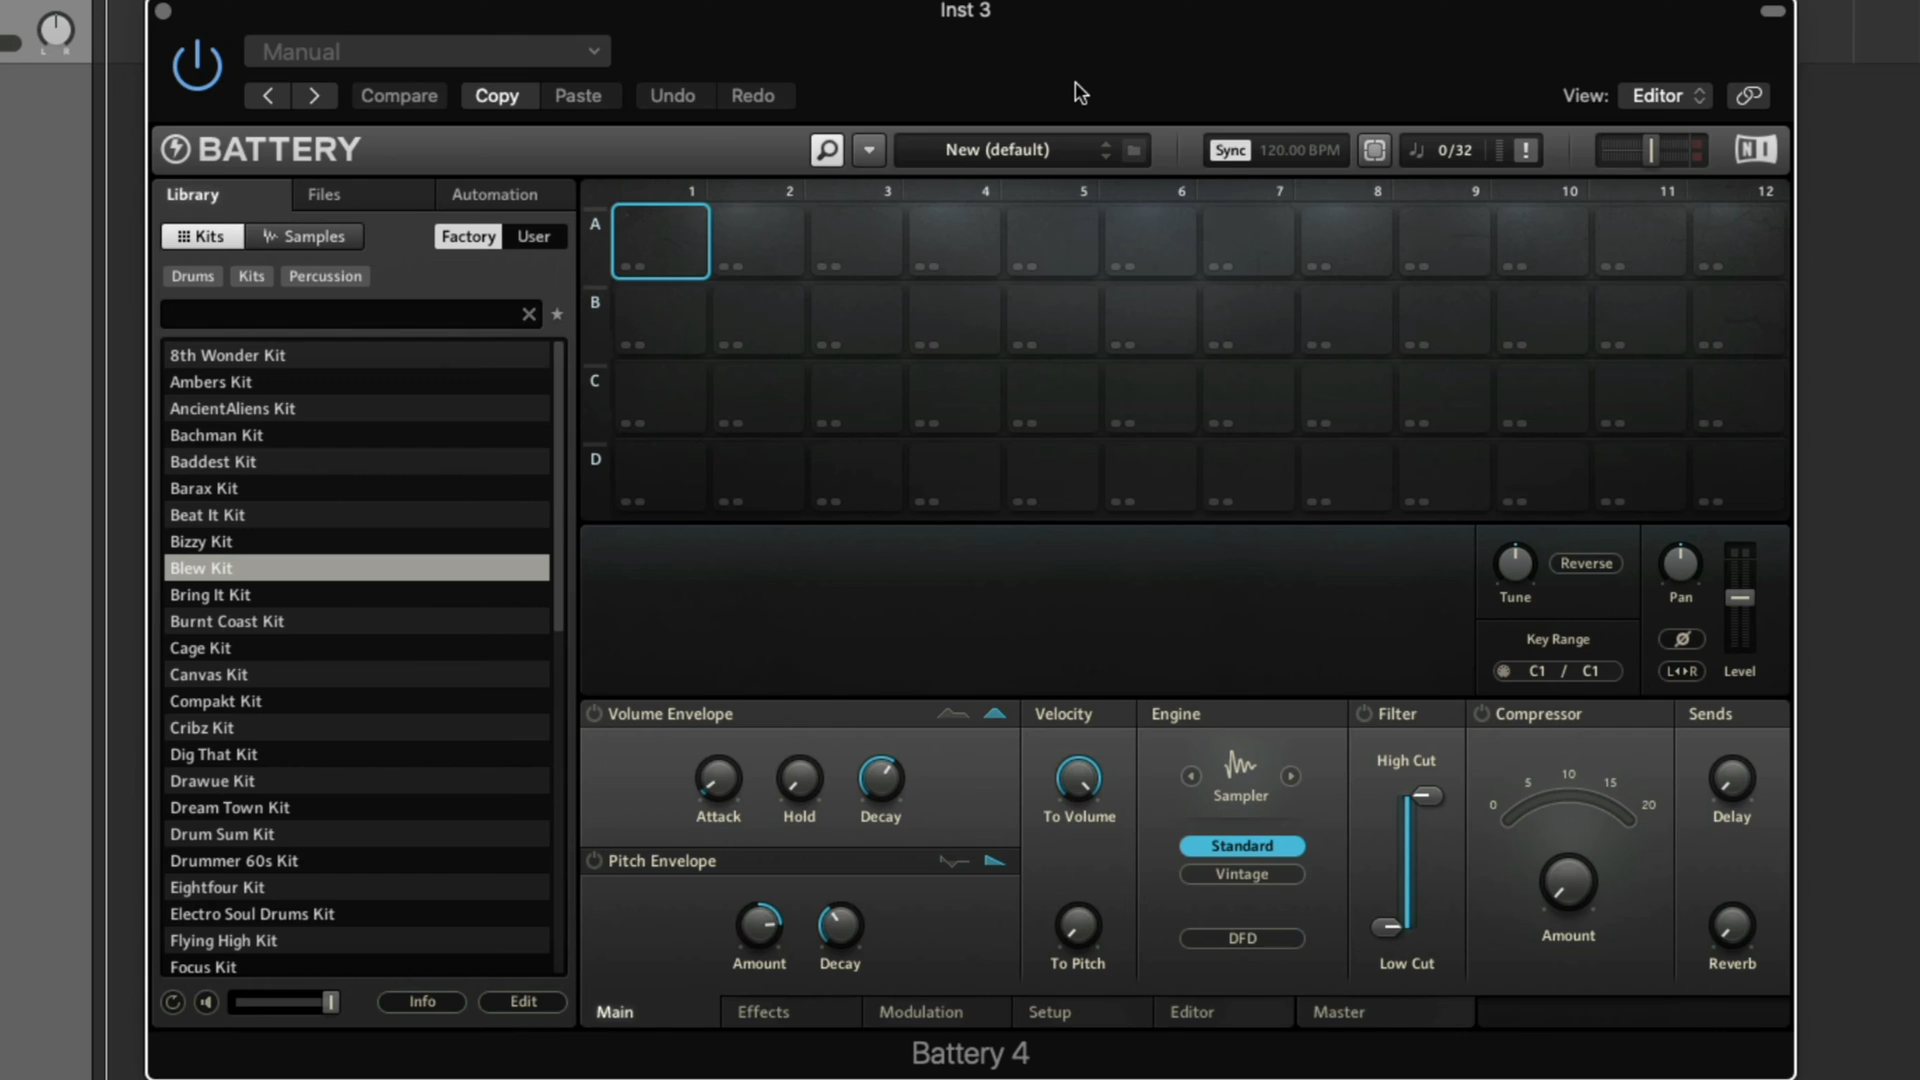 Inst 3
L R
Manual
Compare Copy Paste Undo Redo
View: Editor
BATTERY
New (default)
Sync 120.00 BPM
0/32
!
NI
Library Files Automation
Kits Samples Factory User
Drums Kits Percussion
8th Wonder Kit
Ambers Kit
AncientAliens Kit
Bachman Kit
Baddest Kit
Barax Kit
Beat It Kit
Bizzy Kit
Blew Kit
Bring It Kit
Burnt Coast Kit
Cage Kit
Canvas Kit
Compakt Kit
Cribz Kit
Dig That Kit
Drawue Kit
Dream Town Kit
Drum Sum Kit
Drummer 60s Kit
Eightfour Kit
Electro Soul Drums Kit
Flying High Kit
Focus Kit
Info Edit
1 2 3 4 5 6 7 8 9 10 11 12
A
B
C
D
Tune Reverse
Key Range
C1 / C1
Pan
L R
Level
Volume Envelope
Attack Hold Decay
Pitch Envelope
Amount Decay
Velocity
To Volume
To Pitch
Engine
Sampler
Standard
Vintage
DFD
Filter
High Cut
Low Cut
Compressor
0 5 10 15 20
Amount
Sends
Delay
Reverb
Main Effects Modulation Setup Editor Master
Battery 4